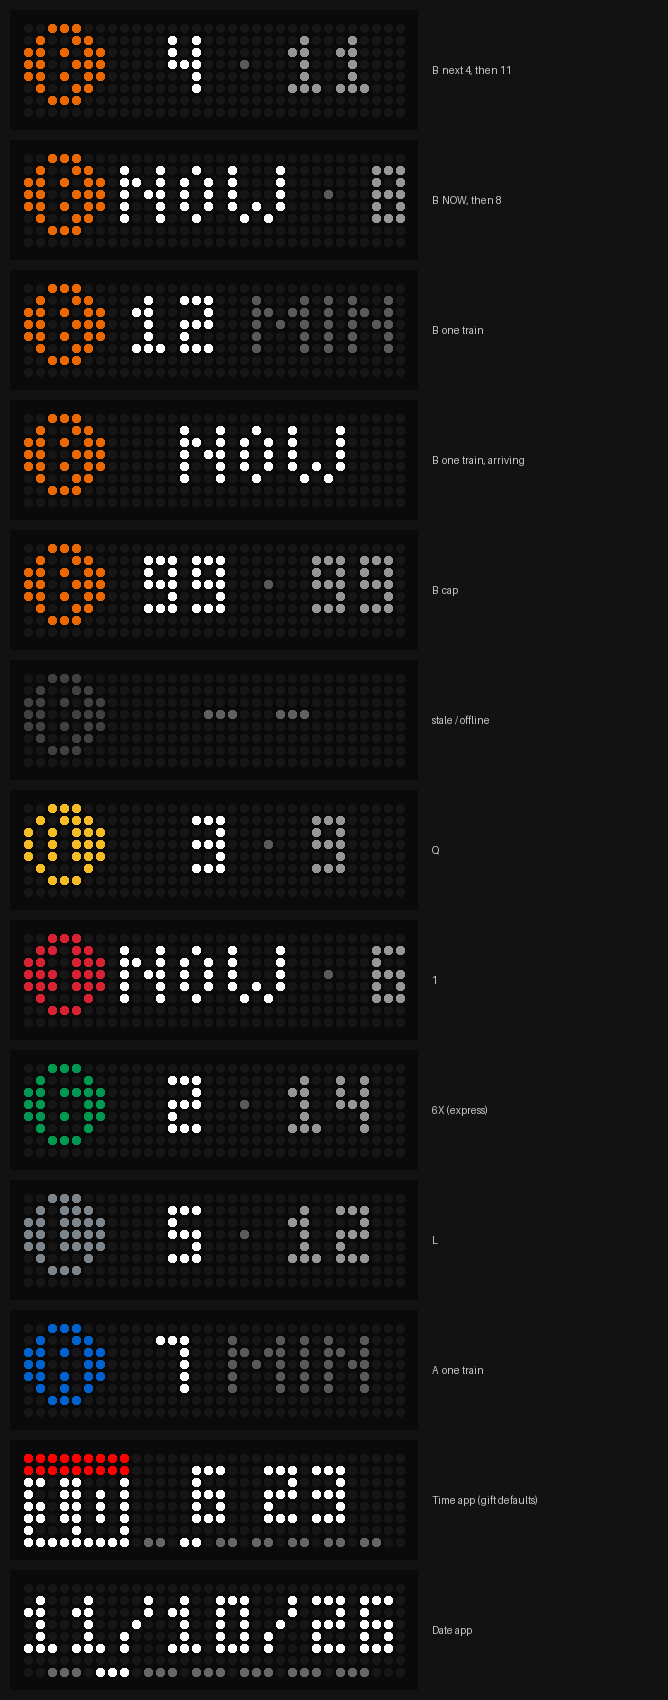 4 · 11 B next 4, then 11
NOW · 8 B NOW, then 8
12 MIN B one train
NOW B one train, arriving
99 · 99 B cap
-- stale / offline
3 · 9 Q
NOW · 6 1
2 · 14 6X (express)
5 · 12 L
7 MIN A one train
6 23 Time app (gift defaults)
11/10/26 Date app